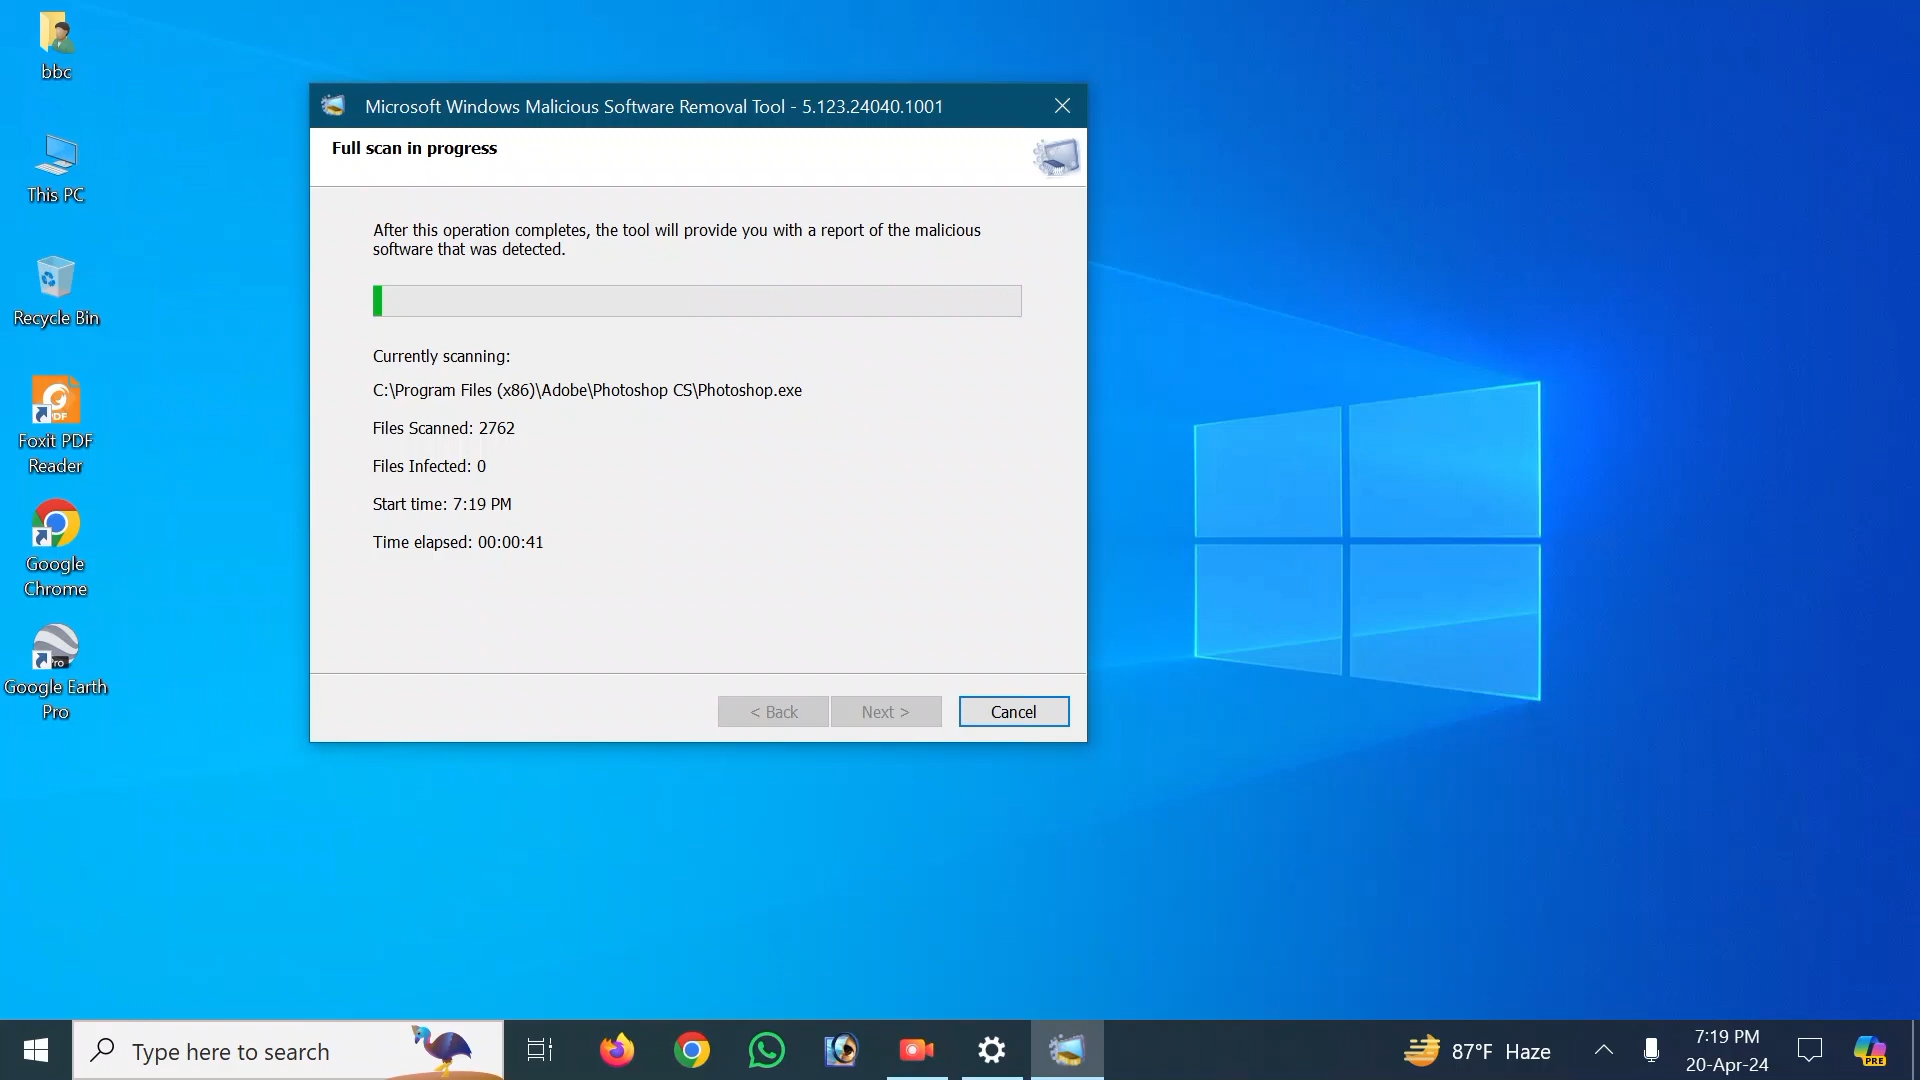 bbc
This PC
Recycle Bin
Foxit PDF
Reader
Google
Chrome
Google Earth
Pro
Microsoft Windows Malicious Software Removal Tool - 5.123.24040.1001
Full scan in progress
After this operation completes, the tool will provide you with a report of the malicious
software that was detected.
Currently scanning:
C:\Program Files (x86)\Adobe\Photoshop CS\Photoshop.exe
Files Scanned: 2762
Files Infected: 0
Start time: 7:19 PM
Time elapsed: 00:00:41
< Back
Next >
Cancel
Type here to search
87°F Haze
7:19 PM
20-Apr-24
PRE